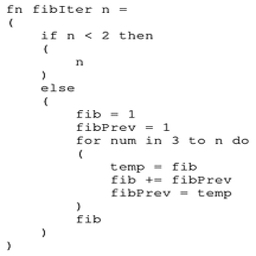 fn fibIter n =
(
    if n < 2 then
    (
        n
    )
    else
    (
        fib = 1
        fibPrev = 1
        for num in 3 to n do
        (
            temp = fib
            fib += fibPrev
            fibPrev = temp
        )
        fib
    )
)